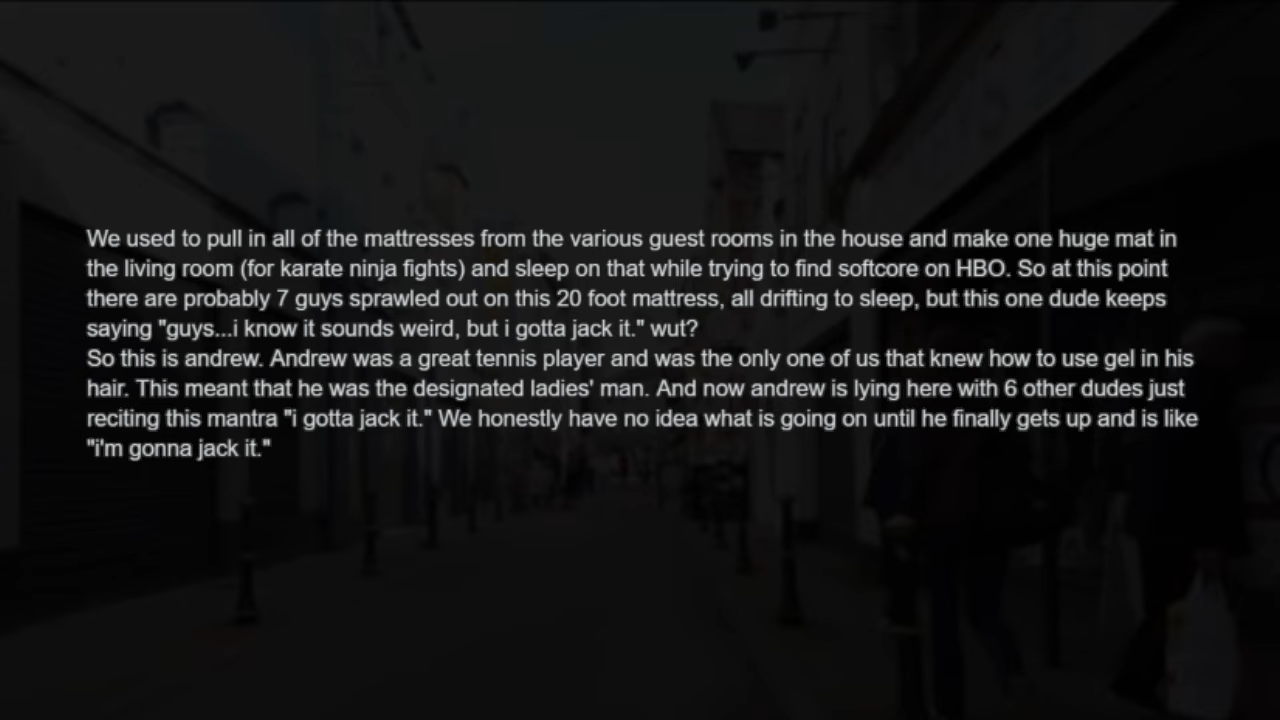 We used to pull in all of the mattresses from the various guest rooms in the house and make one huge mat in
the living room (for karate ninja fights) and sleep on that while trying to find softcore on HBO. So at this point
there are probably 7 guys sprawled out on this 20 foot mattress, all drifting to sleep, but this one dude keeps
saying "guys...i know it sounds weird, but i gotta jack it." wut?
So this is andrew. Andrew was a great tennis player and was the only one of us that knew how to use gel in his
hair. This meant that he was the designated ladies' man. And now andrew is lying here with 6 other dudes just
reciting this mantra "i gotta jack it." We honestly have no idea what is going on until he finally gets up and is like
"i'm gonna jack it."